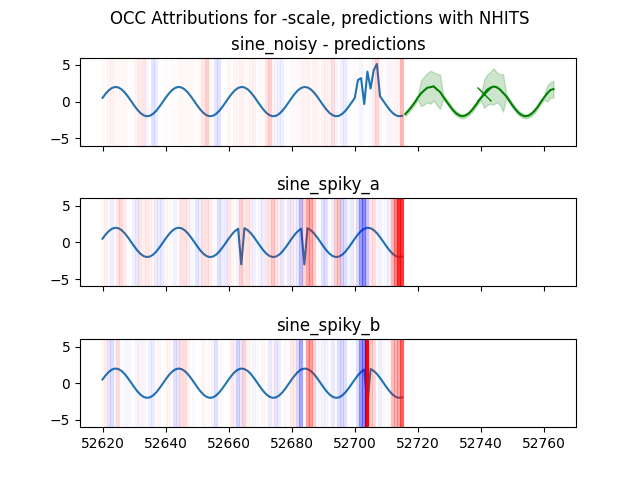 OCC Attributions for -scale, predictions with NHITS
sine_noisy - predictions
5
0
−5
sine_spiky_a
5
0
−5
sine_spiky_b
5
0
−5
52620 52640 52660 52680 52700 52720 52740 52760